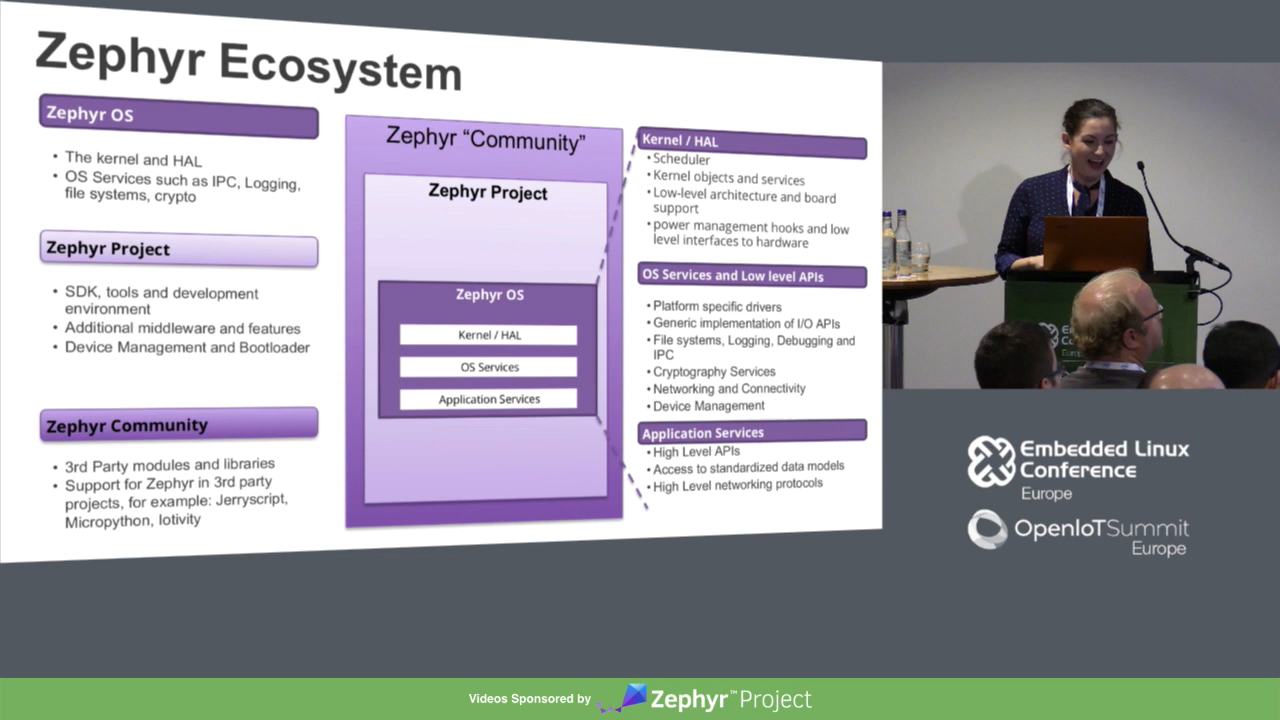 Zephyr Ecosystem
Zephyr OS
• The kernel and HAL
• OS Services such as IPC, Logging,
file systems, crypto
Zephyr Project
• SDK, tools and development
environment
• Additional middleware and features
• Device Management and Bootloader
Zephyr Community
• 3rd Party modules and libraries
• Support for Zephyr in 3rd party
projects, for example: Jerryscript,
Micropython, Iotivity
Zephyr “Community”
Zephyr Project
Zephyr OS
Kernel / HAL
OS Services
Application Services
Kernel / HAL
• Scheduler
• Kernel objects and services
• Low-level architecture and board
support
• power management hooks and low
level interfaces to hardware
OS Services and Low level APIs
• Platform specific drivers
• Generic implementation of I/O APIs
• File systems, Logging, Debugging and
IPC
• Cryptography Services
• Networking and Connectivity
• Device Management
Application Services
• High Level APIs
• Access to standardized data models
• High Level networking protocols
Embedded Linux
Conference
Europe
OpenIoTSummit
Europe
Videos Sponsored by
Zephyr™Project